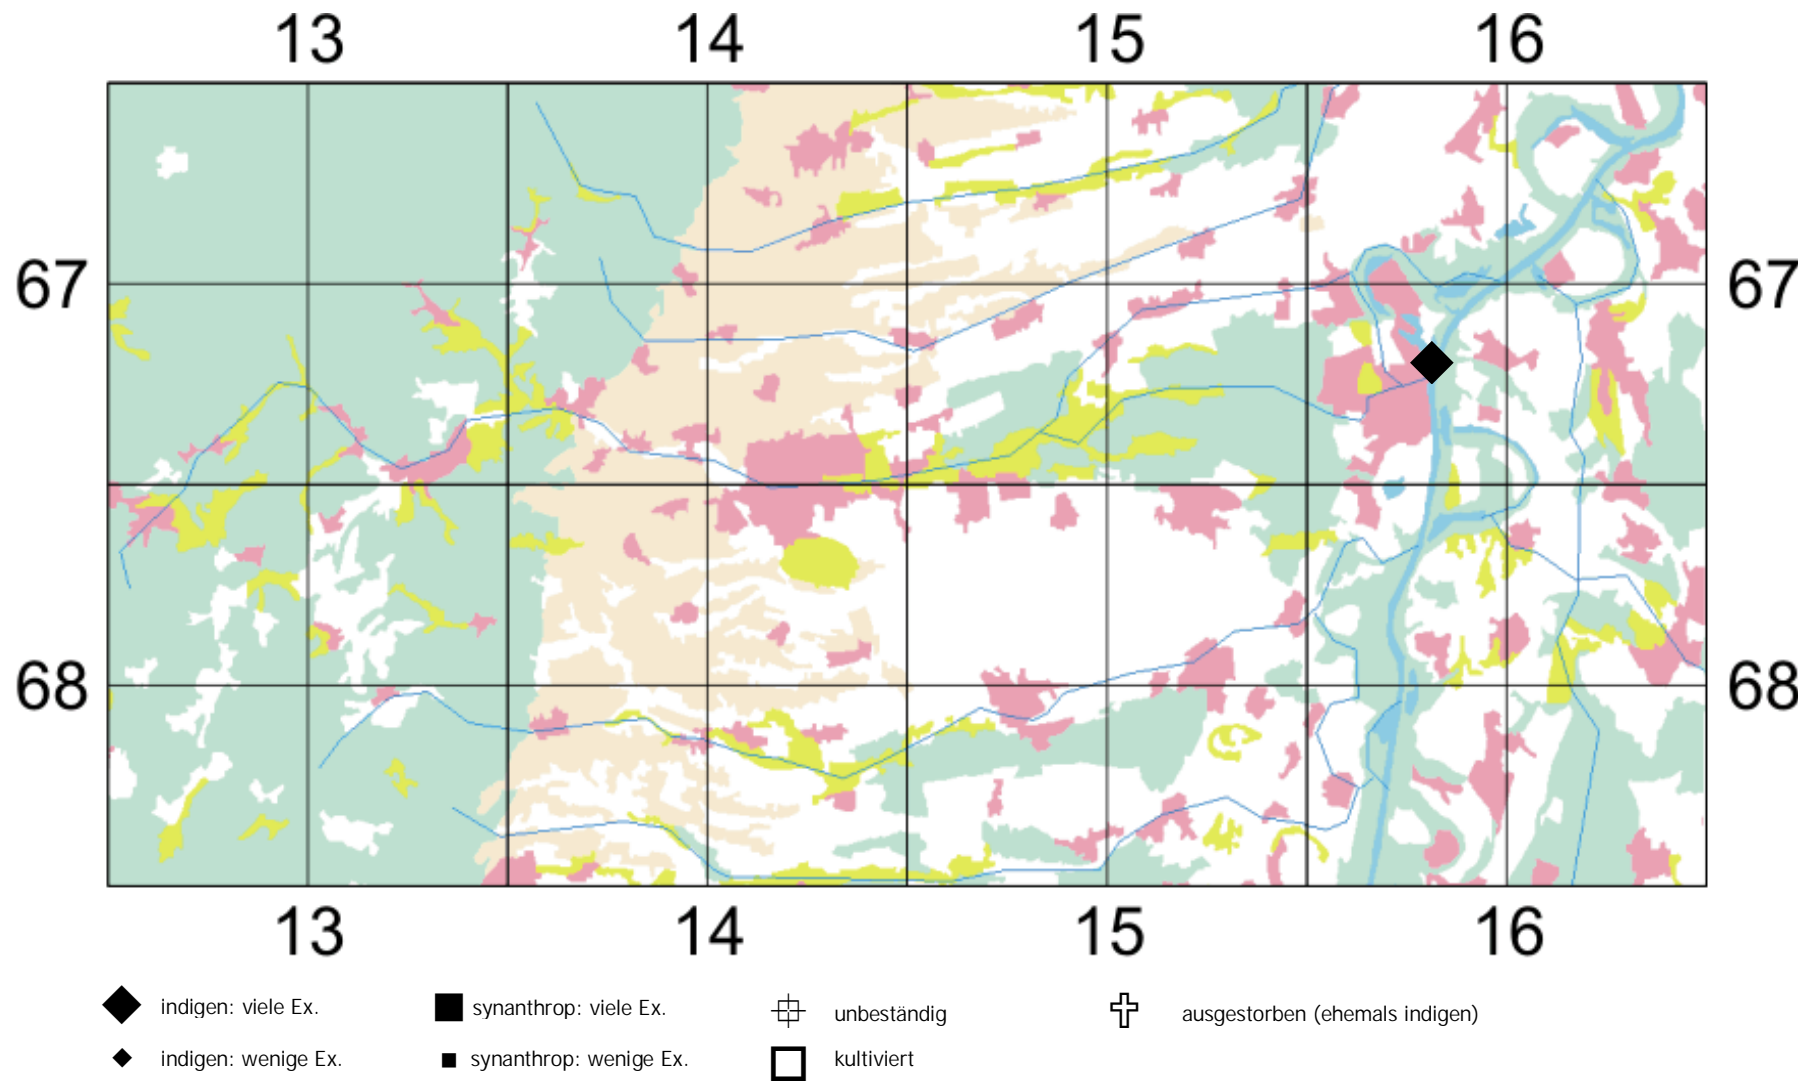 13 14 15 16
67 67
68 68
13 14 15 16
indigen: viele Ex. synanthrop: viele Ex. unbeständig ausgestorben (ehemals indigen)
indigen: wenige Ex. synanthrop: wenige Ex. kultiviert